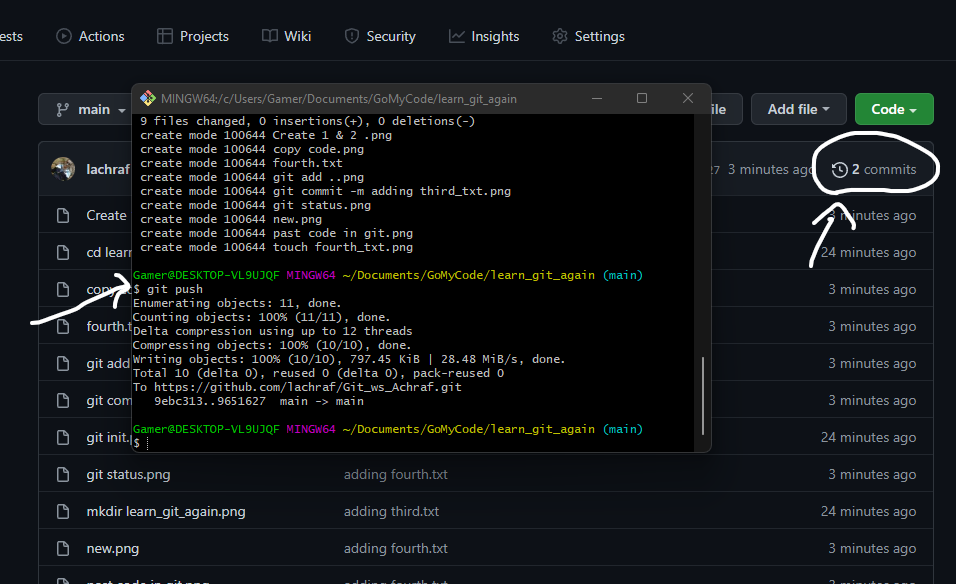 ests Actions Projects Wiki Security Insights Settings
main
ile
Add file
Code
MINGW64:/c/Users/Gamer/Documents/GoMyCode/learn_git_again
lachraf
27 3 minutes ago
2 commits
9 files changed, 0 insertions(+), 0 deletions(-)
create mode 100644 Create 1 & 2 .png
create mode 100644 copy code.png
create mode 100644 fourth.txt
create mode 100644 git add ..png
create mode 100644 git commit -m adding third_txt.png
create mode 100644 git status.png
create mode 100644 new.png
create mode 100644 past code in git.png
create mode 100644 touch fourth_txt.png
Gamer@DESKTOP-VL9UJQF MINGW64 ~/Documents/GoMyCode/learn_git_again (main)
$ git push
Enumerating objects: 11, done.
Counting objects: 100% (11/11), done.
Delta compression using up to 12 threads
Compressing objects: 100% (10/10), done.
Writing objects: 100% (10/10), 797.45 KiB | 28.48 MiB/s, done.
Total 10 (delta 0), reused 0 (delta 0), pack-reused 0
To https://github.com/lachraf/Git_ws_Achraf.git
9ebc313..9651627 main -> main
Gamer@DESKTOP-VL9UJQF MINGW64 ~/Documents/GoMyCode/learn_git_again (main)
$
Create 3 minutes ago
cd learn 24 minutes ago
copy 3 minutes ago
fourth.t 3 minutes ago
git add 3 minutes ago
git com 3 minutes ago
git init. 24 minutes ago
git status.png adding fourth.txt 3 minutes ago
mkdir learn_git_again.png adding third.txt 24 minutes ago
new.png adding fourth.txt 3 minutes ago
past code in git.png adding fourth.txt 3 minutes ago